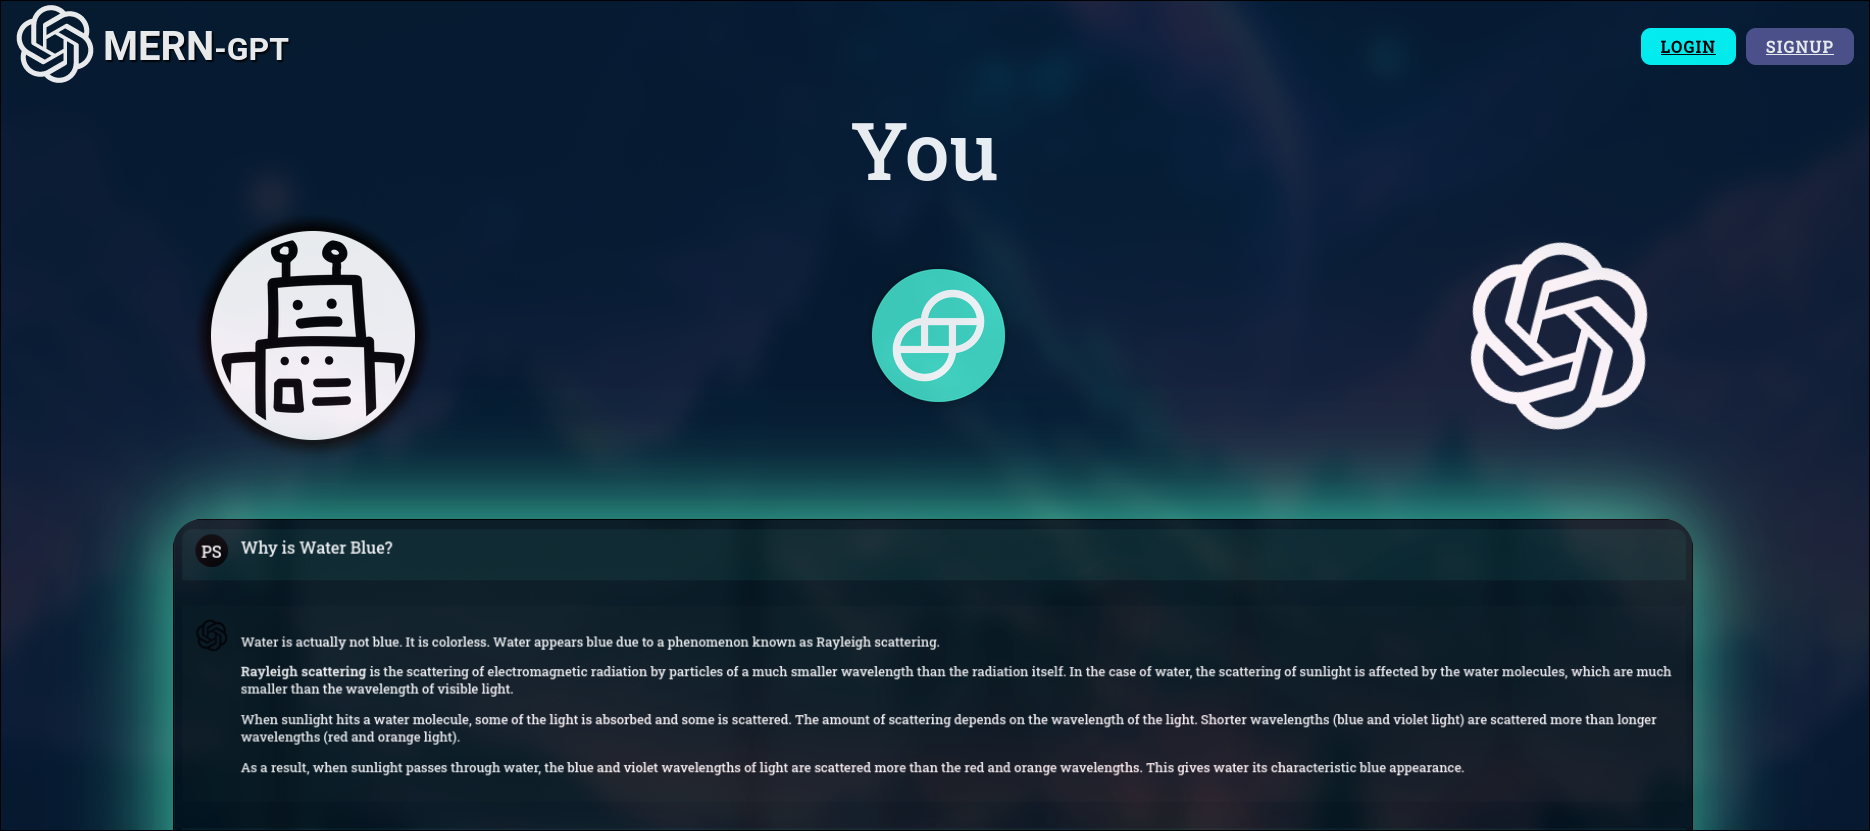 MERN-GPT
LOGIN
SIGNUP
You
PS
Why is Water Blue?
Water is actually not blue. It is colorless. Water appears blue due to a phenomenon known as Rayleigh scattering.
Rayleigh scattering is the scattering of electromagnetic radiation by particles of a much smaller wavelength than the radiation itself. In the case of water, the scattering of sunlight is affected by the water molecules, which are much
smaller than the wavelength of visible light.
When sunlight hits a water molecule, some of the light is absorbed and some is scattered. The amount of scattering depends on the wavelength of the light. Shorter wavelengths (blue and violet light) are scattered more than longer
wavelengths (red and orange light).
As a result, when sunlight passes through water, the blue and violet wavelengths of light are scattered more than the red and orange wavelengths. This gives water its characteristic blue appearance.